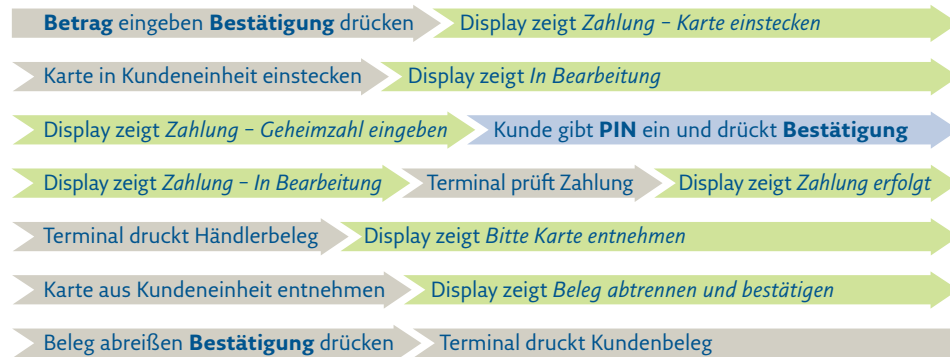 Betrag eingeben Bestätigung drücken Display zeigt Zahlung – Karte einstecken
Karte in Kundeneinheit einstecken Display zeigt In Bearbeitung
Display zeigt Zahlung – Geheimzahl eingeben Kunde gibt PIN ein und drückt Bestätigung
Display zeigt Zahlung – In Bearbeitung Terminal prüft Zahlung Display zeigt Zahlung erfolgt
Terminal druckt Händlerbeleg Display zeigt Bitte Karte entnehmen
Karte aus Kundeneinheit entnehmen Display zeigt Beleg abtrennen und bestätigen
Beleg abreißen Bestätigung drücken Terminal druckt Kundenbeleg